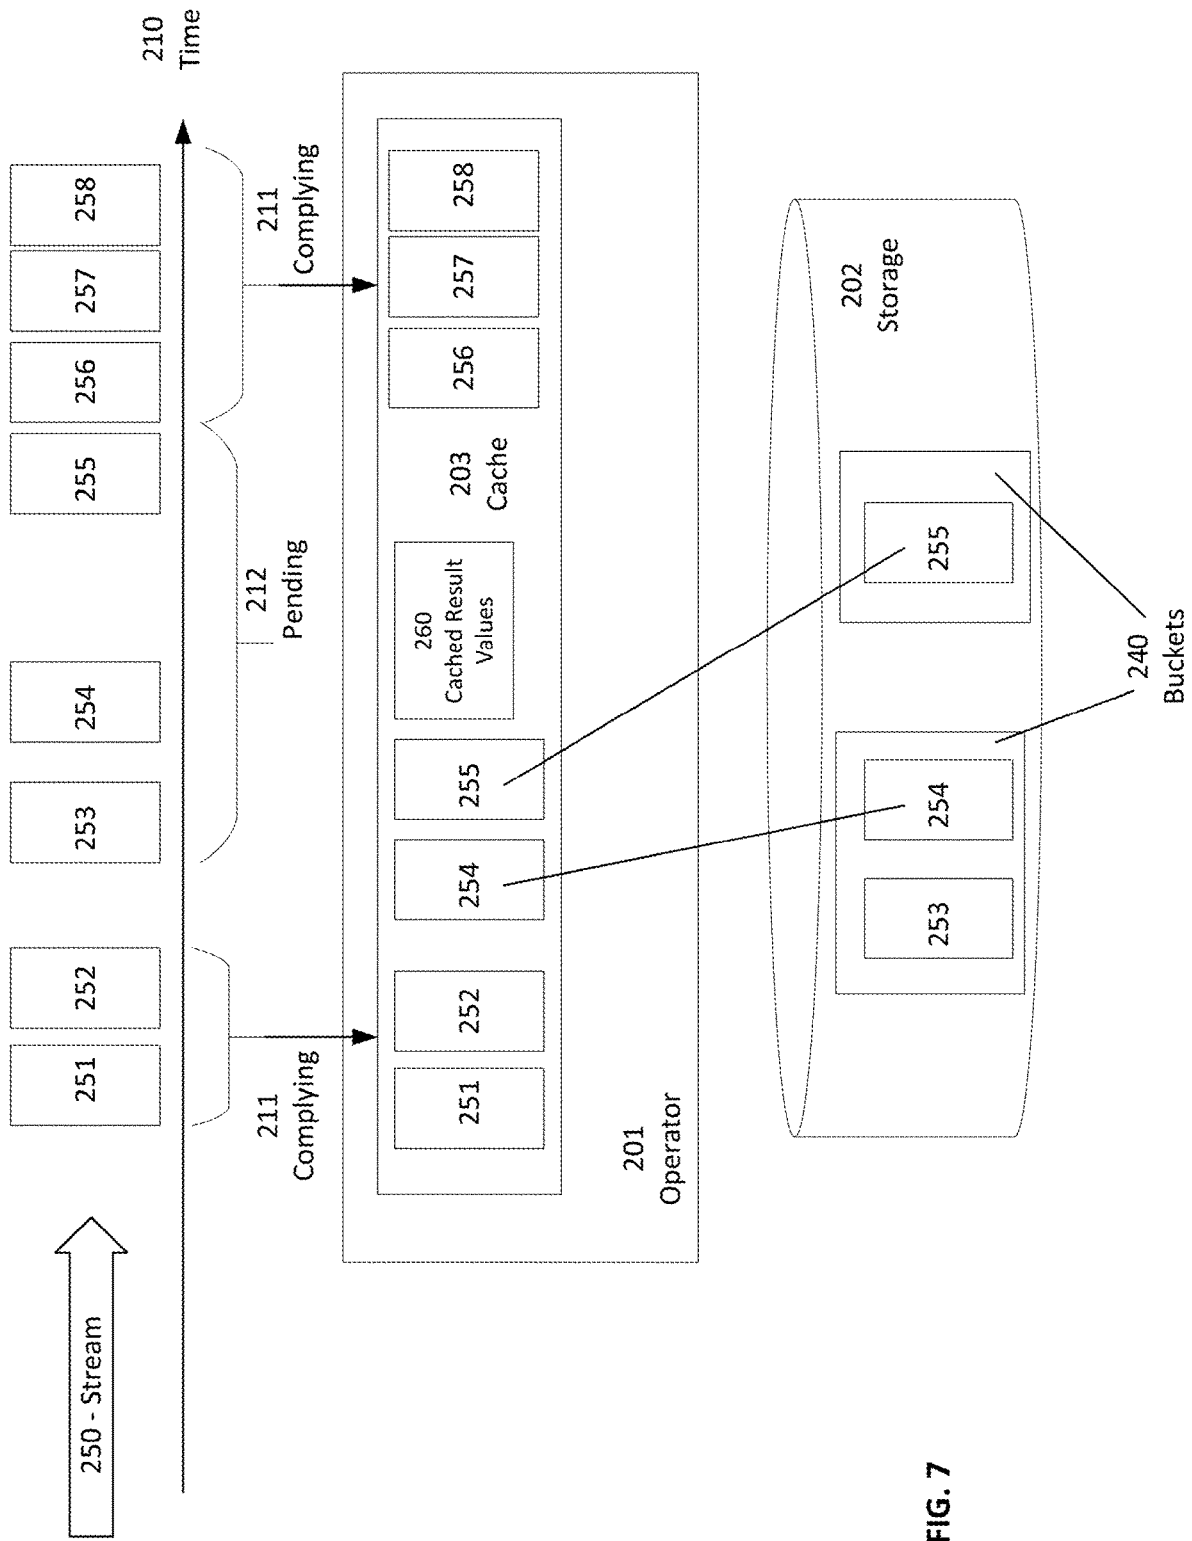 250 - Stream
251
252
253
254
255
256
257
258
210
Time
211
Complying
212
Pending
211
Complying
251
252
254
255
260
Cached Result
Values
203
Cache
256
257
258
201
Operator
202
Storage
253
254
255
240
Buckets
FIG. 7